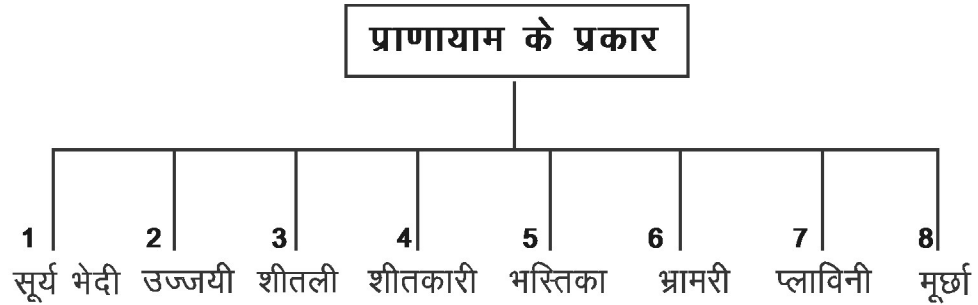 प्राणायाम के प्रकार
1 2 3 4 5 6 7 8
सूर्य भेदी उज्जयी शीतली शीतकारी भस्तिका भ्रामरी प्लाविनी मूर्छा